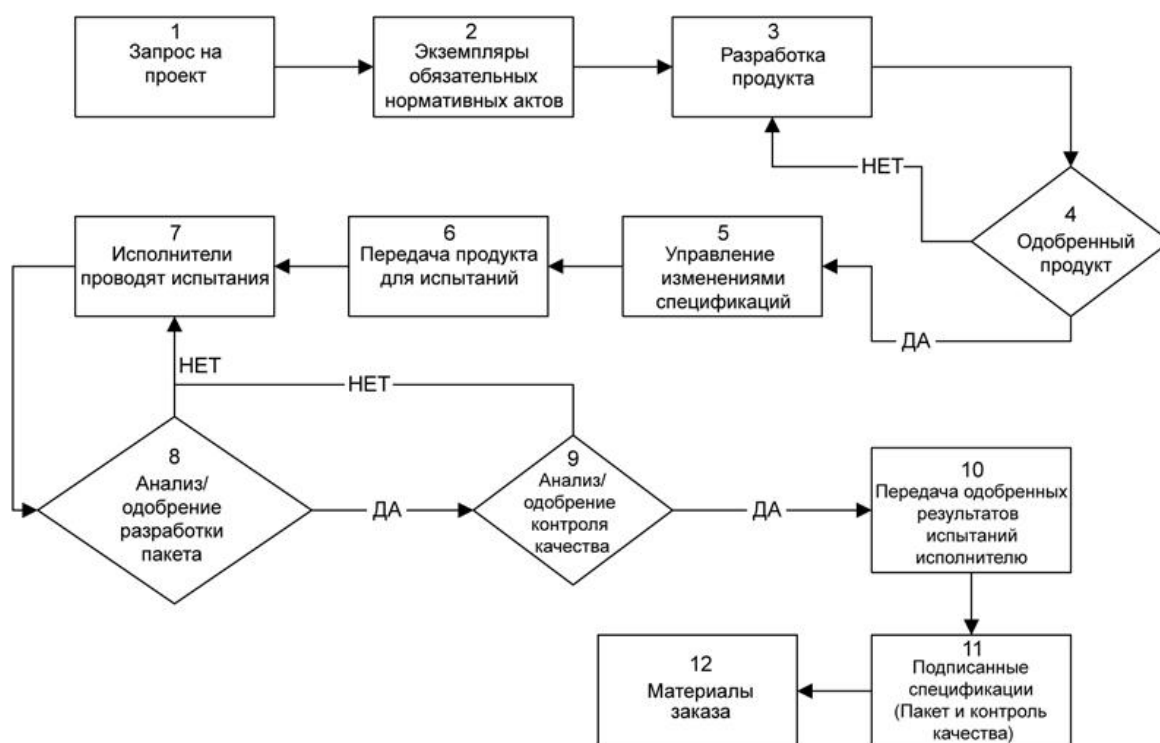 1
Запрос на
проект
2
Экземпляры
обязательных
нормативных актов
3
Разработка
продукта
НЕТ
4
Одобренный
продукт
ДА
5
Управление
изменениями
спецификаций
6
Передача продукта
для испытаний
7
Исполнители
проводят испытания
НЕТ
НЕТ
8
Анализ/
одобрение
разработки
пакета
ДА
9
Анализ/
одобрение
контроля
качества
ДА
10
Передача одобренных
результатов
испытаний
исполнителю
11
Подписанные
спецификации
(Пакет и контроль
качества)
12
Материалы
заказа